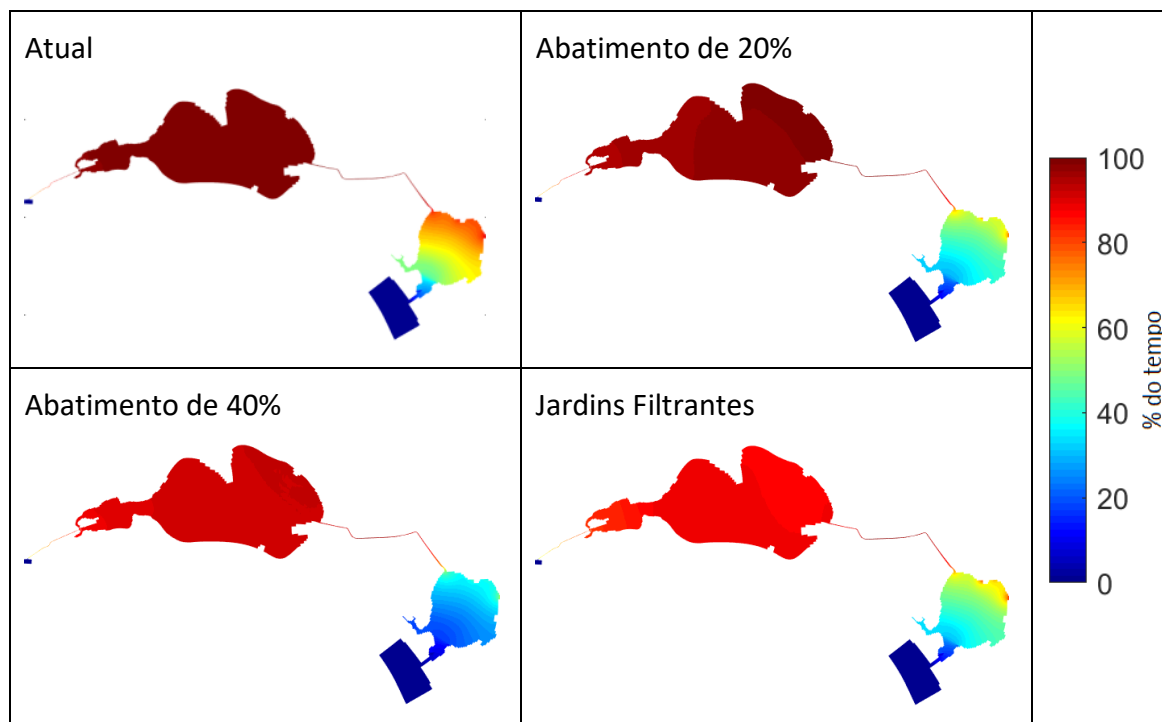 Atual
Abatimento de 20%
Abatimento de 40%
Jardins Filtrantes
100
80
60
40
20
0
% do tempo